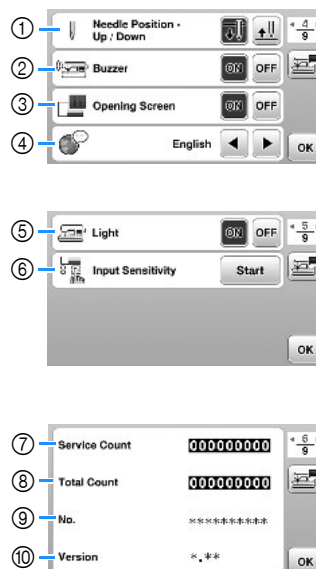 ① Needle Position - Up / Down 4/9
② Buzzer ON OFF
③ Opening Screen ON OFF
④ English OK
⑤ Light ON OFF 5/9
⑥ Input Sensitivity Start
OK
⑦ Service Count 000000000 6/9
⑧ Total Count 000000000
⑨ No. **********
⑩ Version *.** OK